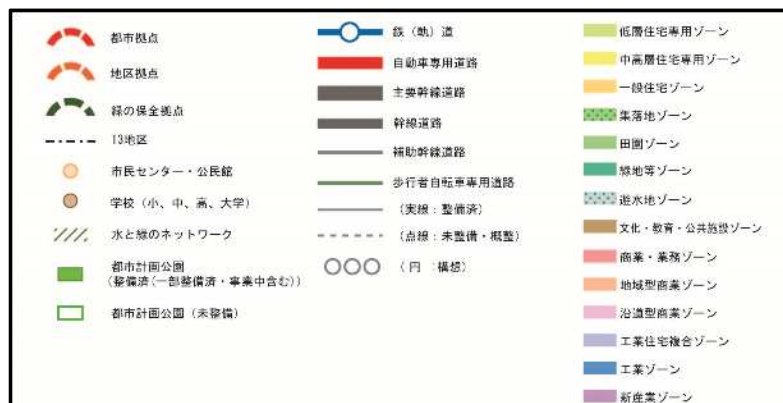 都市拠点
地区拠点
緑の保全拠点
13地区
市民センター・公民館
学校（小、中、高、大学）
水と緑のネットワーク
都市計画公園
（整備済（一部整備済・事業中含む））
都市計画公園（未整備）
鉄（軌）道
自動車専用道路
主要幹線道路
幹線道路
補助幹線道路
歩行者自転車専用道路
（実線：整備済）
（点線：未整備・概整）
（円　：構想）
低層住宅専用ゾーン
中高層住宅専用ゾーン
一般住宅ゾーン
集落地ゾーン
田園ゾーン
緑地等ゾーン
遊水地ゾーン
文化・教育・公共施設ゾーン
商業・業務ゾーン
地域型商業ゾーン
沿道型商業ゾーン
工業住宅複合ゾーン
工業ゾーン
新産業ゾーン